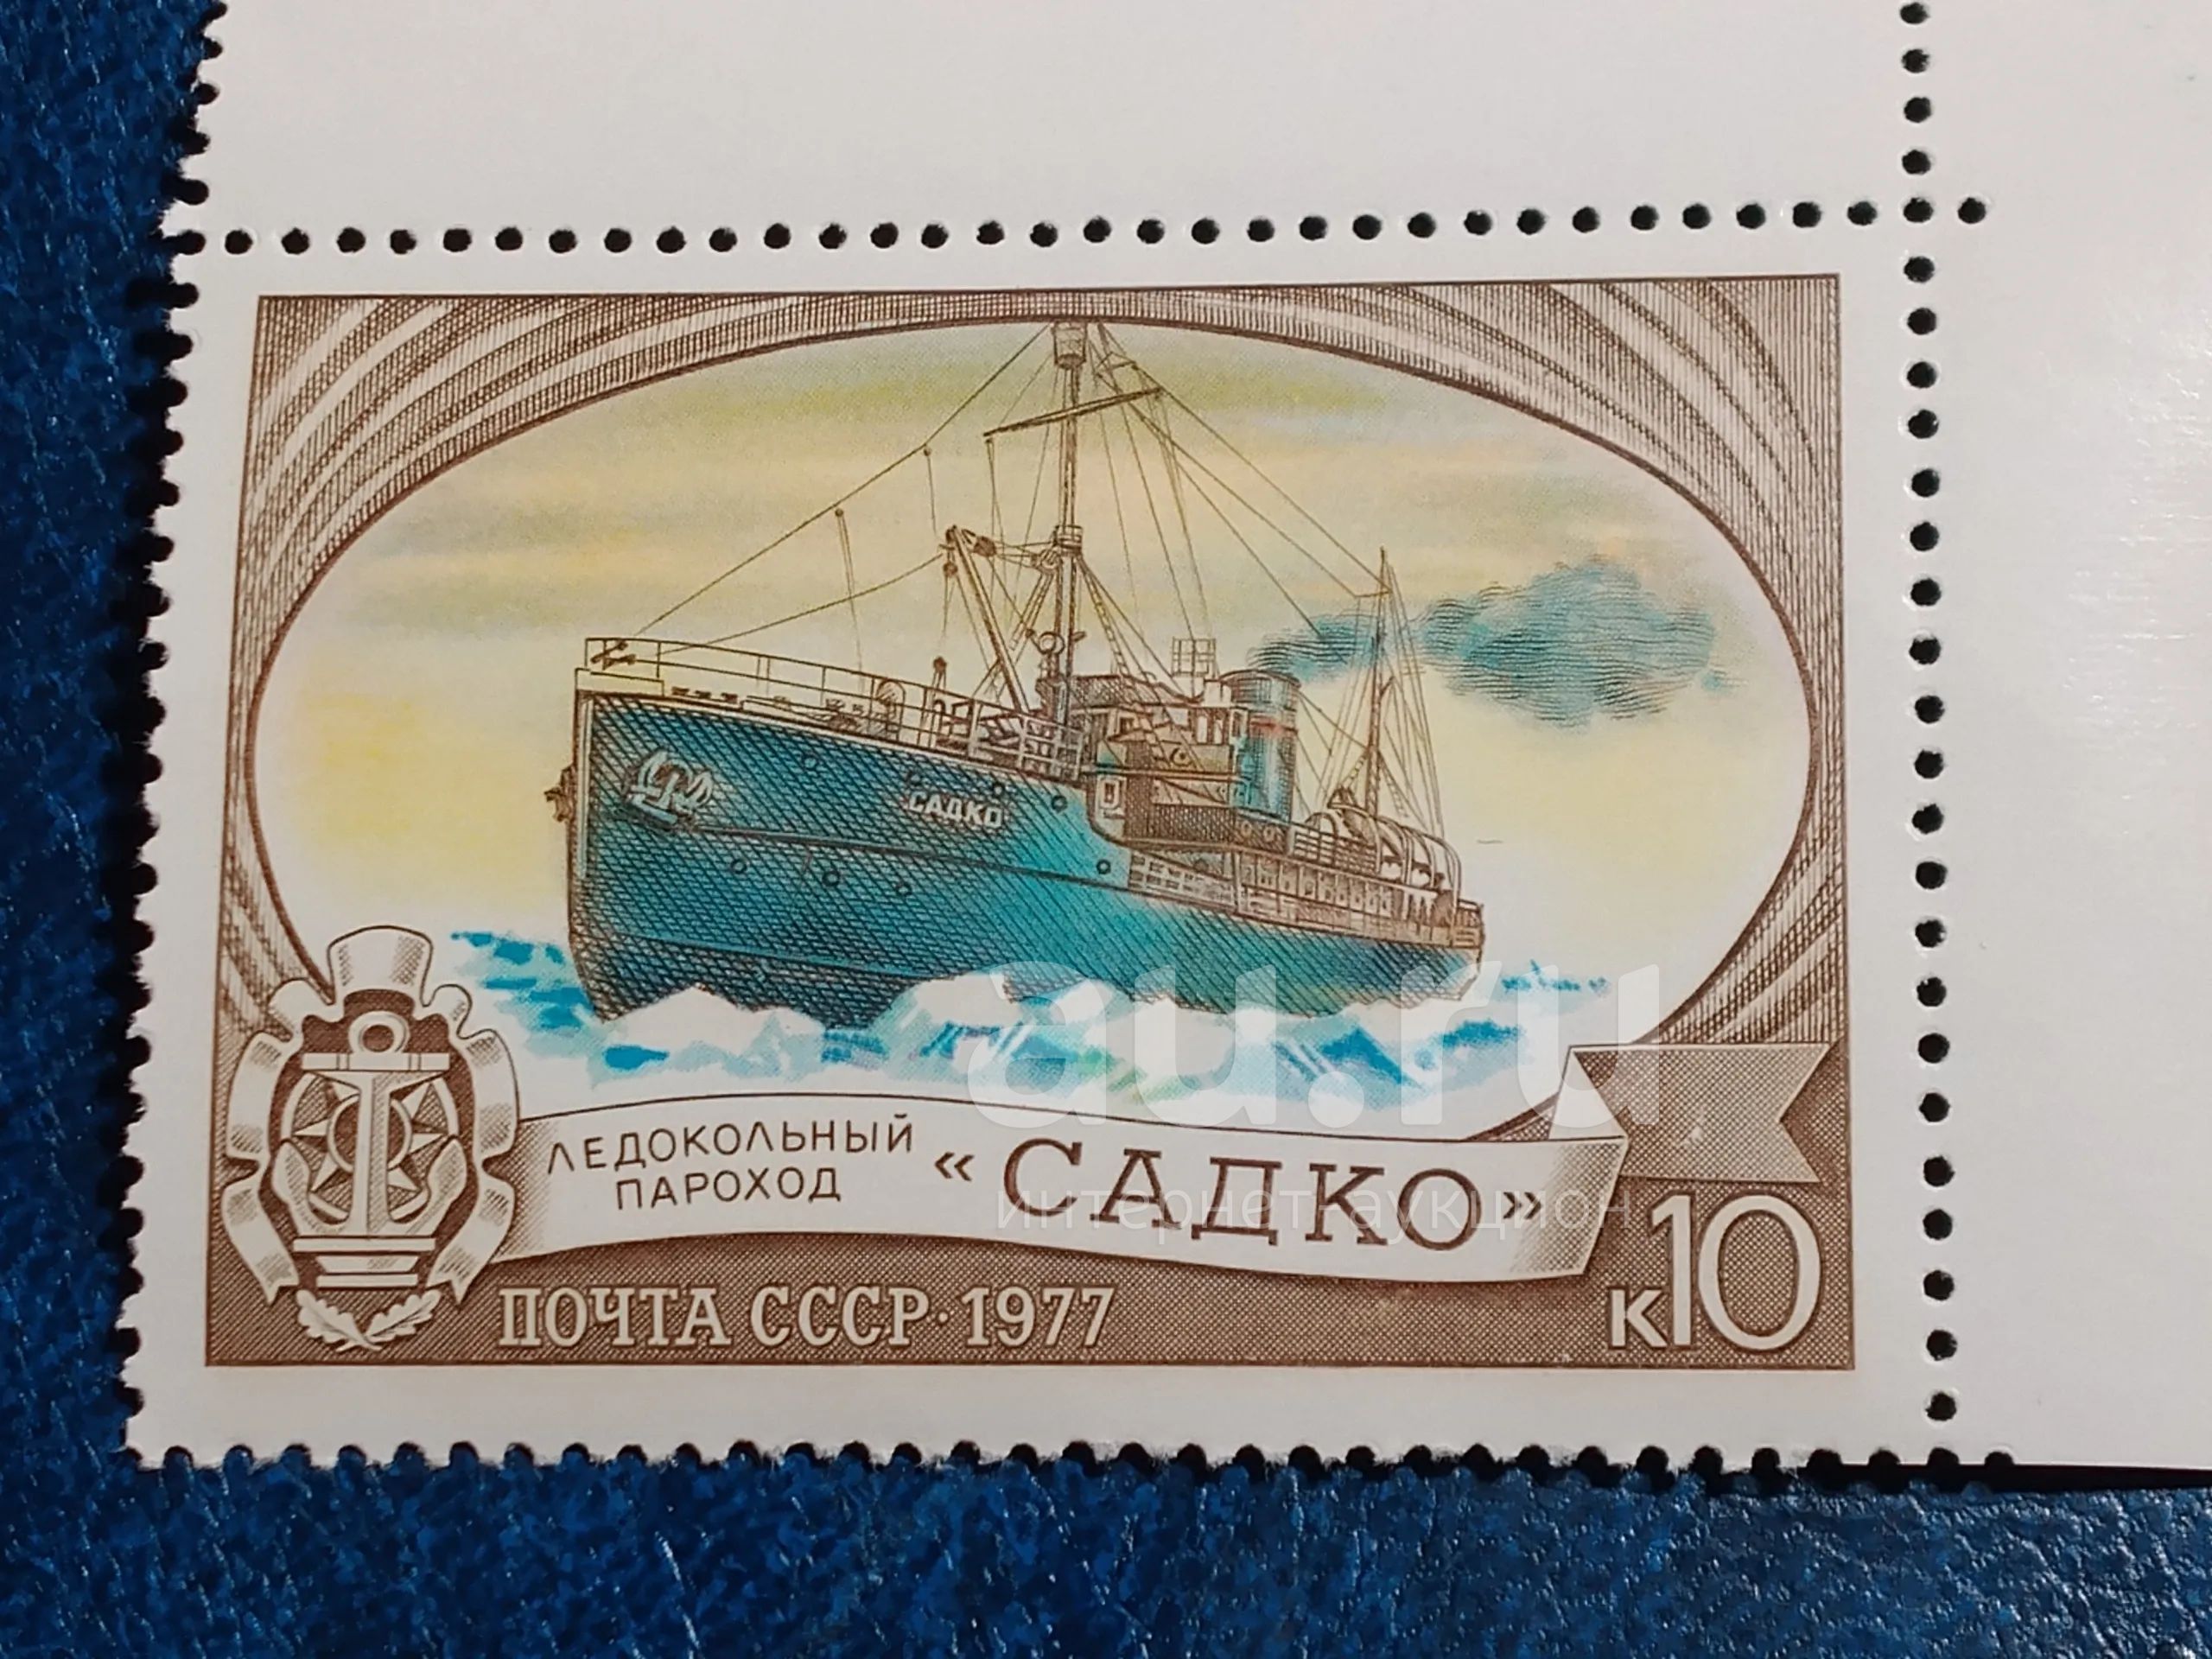 САДКО
ЛЕДОКОЛЬНЫЙ
ПАРОХОД
«САДКО»
ПОЧТА СССР·1977
к10
au.ru
интернет-аукцион